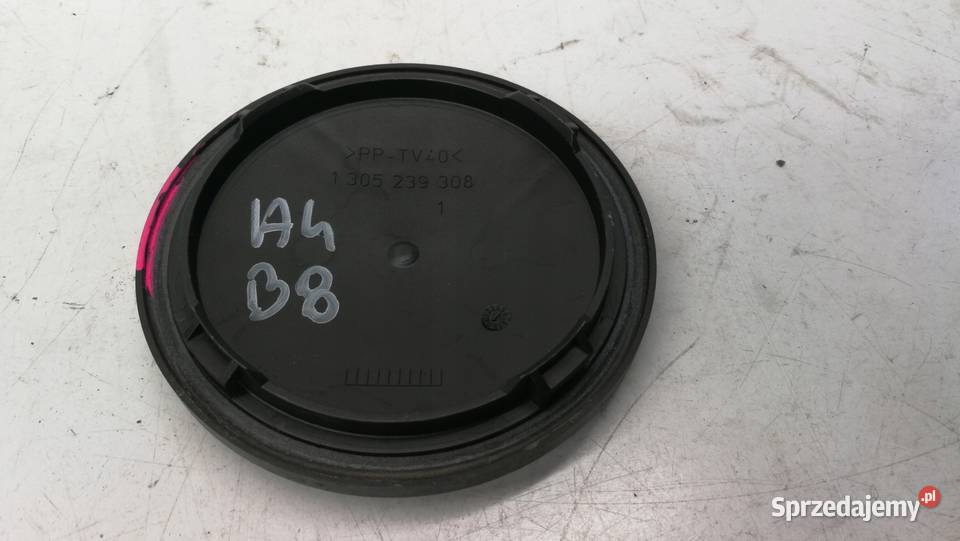 >PP-TV40<
1 305 239 308
1
A4
B8
Sprzedajemy.pl